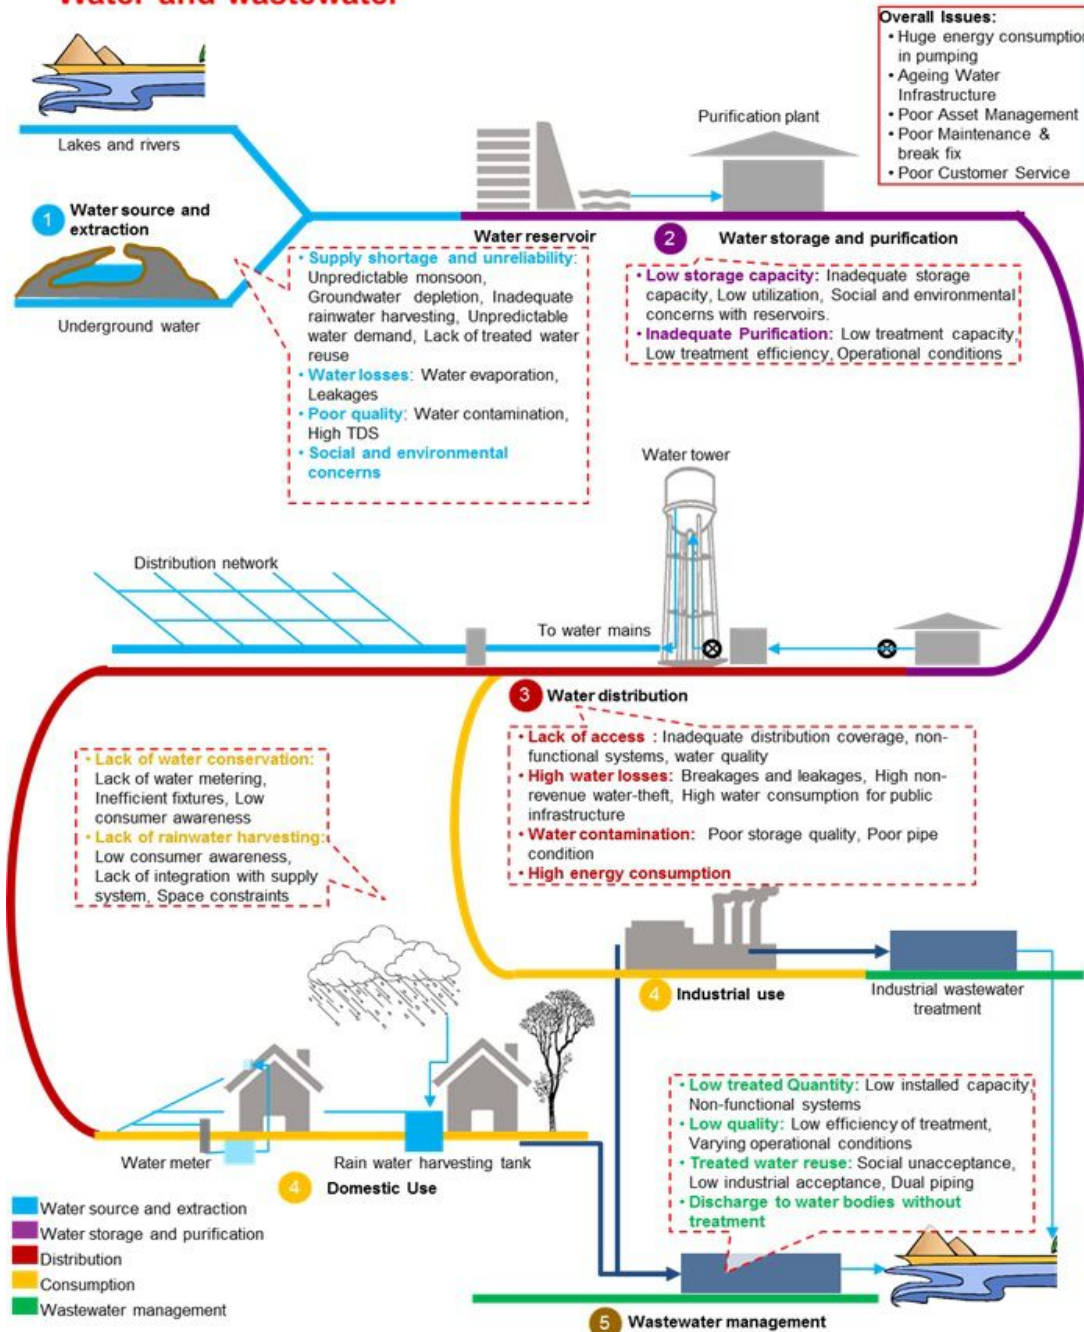 Water and wastewater
Overall Issues:
• Huge energy consumption
in pumping
• Ageing Water
Infrastructure
• Poor Asset Management
• Poor Maintenance &
break fix
• Poor Customer Service
Lakes and rivers
Purification plant
1 Water source and
extraction
Underground water
Water reservoir
2 Water storage and purification
• Supply shortage and unreliability:
Unpredictable monsoon,
Groundwater depletion, Inadequate
rainwater harvesting, Unpredictable
water demand, Lack of treated water
reuse
• Water losses: Water evaporation,
Leakages
• Poor quality: Water contamination,
High TDS
• Social and environmental
concerns
• Low storage capacity: Inadequate storage
capacity, Low utilization, Social and environmental
concerns with reservoirs.
• Inadequate Purification: Low treatment capacity,
Low treatment efficiency, Operational conditions
Water tower
Distribution network
To water mains
3 Water distribution
• Lack of access : Inadequate distribution coverage, non-
functional systems, water quality
• High water losses: Breakages and leakages, High non-
revenue water-theft, High water consumption for public
infrastructure
• Water contamination: Poor storage quality, Poor pipe
condition
• High energy consumption
• Lack of water conservation:
Lack of water metering,
Inefficient fixtures, Low
consumer awareness
• Lack of rainwater harvesting:
Low consumer awareness,
Lack of integration with supply
system, Space constraints
4 Industrial use
Industrial wastewater
treatment
• Low treated Quantity: Low installed capacity,
Non-functional systems
• Low quality: Low efficiency of treatment,
Varying operational conditions
• Treated water reuse: Social unacceptance,
Low industrial acceptance, Dual piping
• Discharge to water bodies without
treatment
Water meter
Rain water harvesting tank
4 Domestic Use
Water source and extraction
Water storage and purification
Distribution
Consumption
Wastewater management
5 Wastewater management